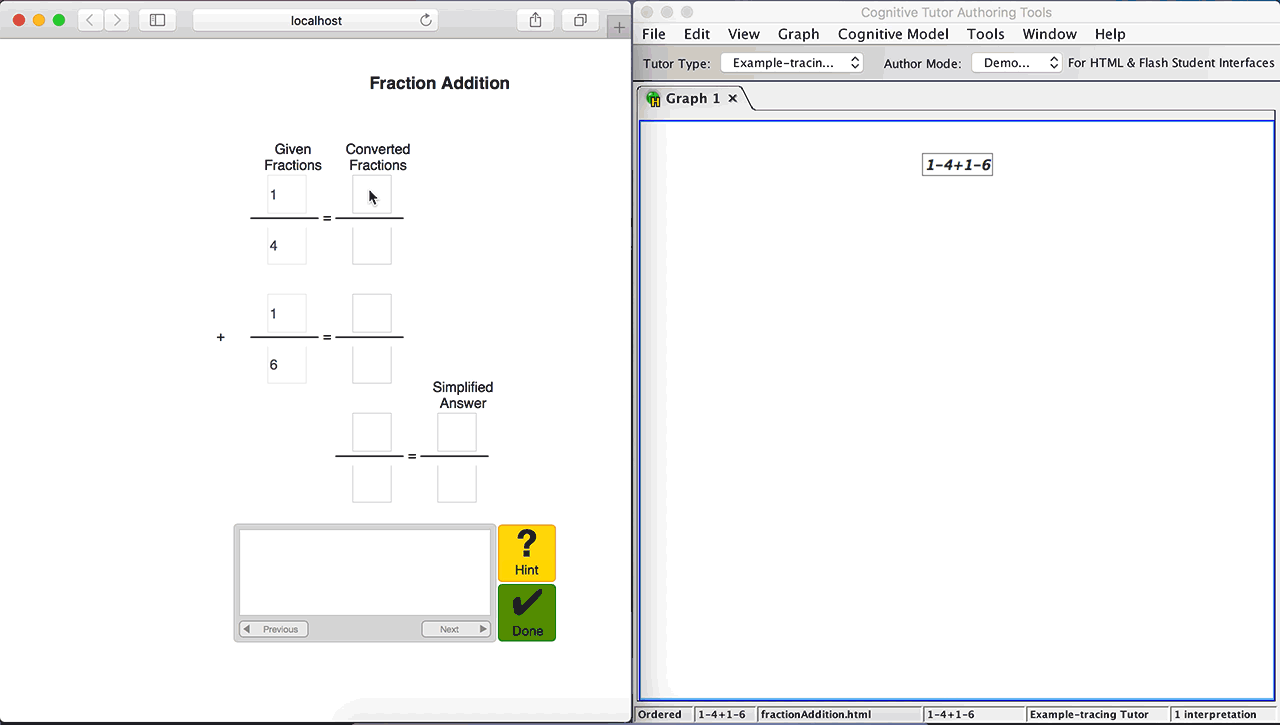 localhost
Fraction Addition
Given Fractions
Converted Fractions
1
=
4
1
+ =
6
Simplified Answer
=
?
Hint
Previous
Next
Done
Cognitive Tutor Authoring Tools
File Edit View Graph Cognitive Model Tools Window Help
Tutor Type: Example-tracin... Author Mode: Demo... For HTML & Flash Student Interfaces
Graph 1
1-4+1-6
Ordered 1-4+1-6 fractionAddition.html 1-4+1-6 Example-tracing Tutor 1 interpretation